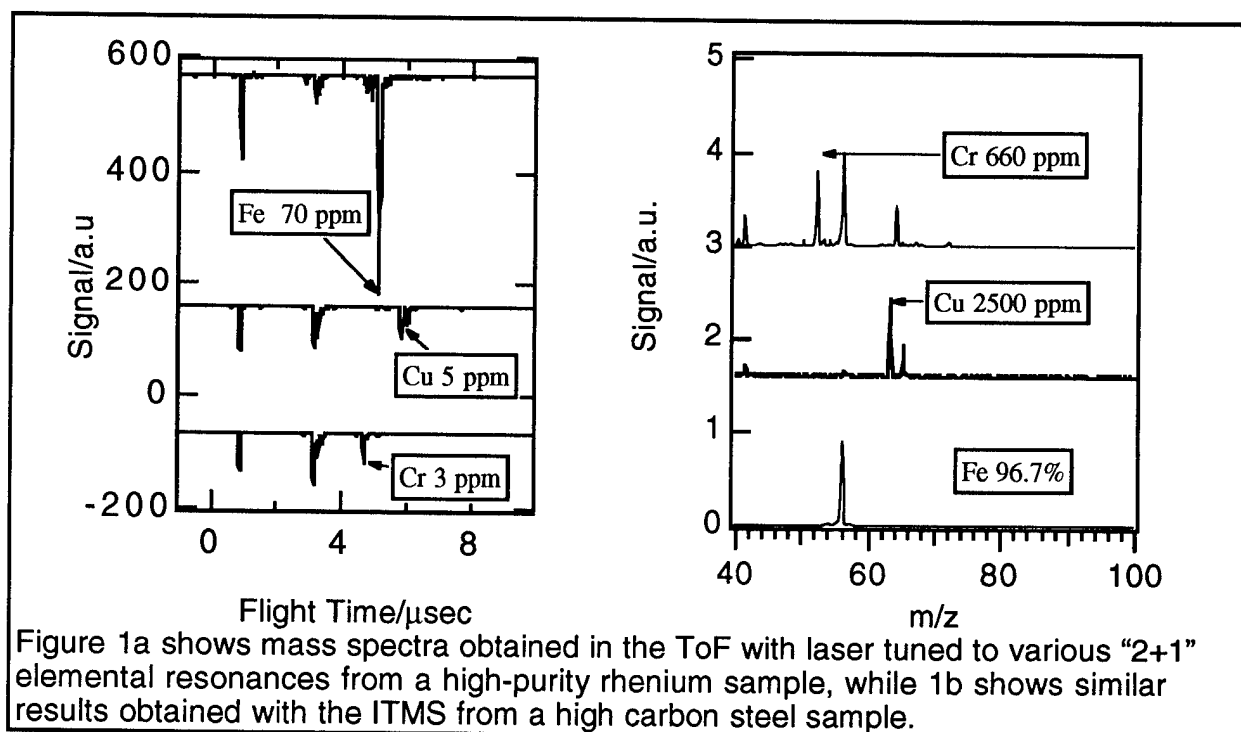 600
400
200
0
-200
Signal/a.u
Fe 70 ppm
Cu 5 ppm
Cr 3 ppm
0 4 8
Flight Time/μsec
5
4
3
2
1
0
Signal/a.u.
Cr 660 ppm
Cu 2500 ppm
Fe 96.7%
40 60 80 100
m/z
Figure 1a shows mass spectra obtained in the ToF with laser tuned to various “2+1”
elemental resonances from a high-purity rhenium sample, while 1b shows similar
results obtained with the ITMS from a high carbon steel sample.